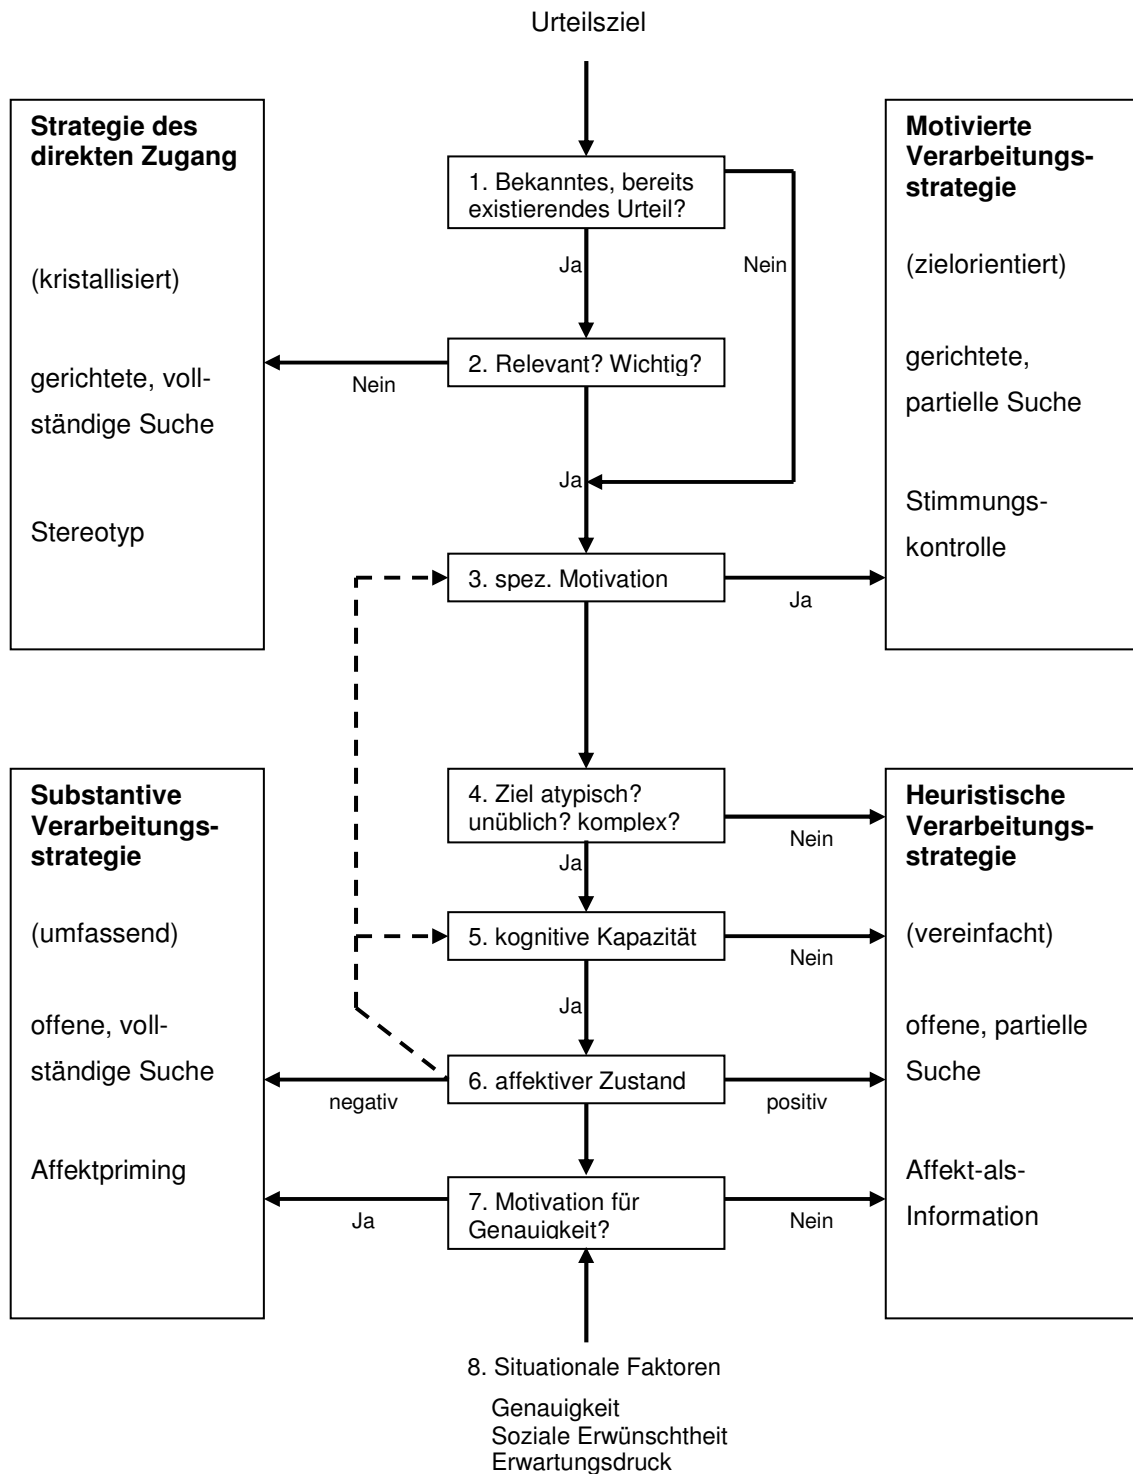 Urteilsziel
Strategie des
direkten Zugang
(kristallisiert)
gerichtete, voll-
ständige Suche
Stereotyp
1. Bekanntes, bereits
existierendes Urteil?
Ja
Nein
2. Relevant? Wichtig?
Nein
Ja
3. spez. Motivation
Ja
Motivierte
Verarbeitungs-
strategie
(zielorientiert)
gerichtete,
partielle Suche
Stimmungs-
kontrolle
Substantive
Verarbeitungs-
strategie
(umfassend)
offene, voll-
ständige Suche
Affektpriming
4. Ziel atypisch?
unüblich? komplex?
Nein
Ja
5. kognitive Kapazität
Nein
Ja
6. affektiver Zustand
negativ
positiv
7. Motivation für
Genauigkeit?
Ja
Nein
Heuristische
Verarbeitungs-
strategie
(vereinfacht)
offene, partielle
Suche
Affekt-als-
Information
8. Situationale Faktoren
Genauigkeit
Soziale Erwünschtheit
Erwartungsdruck